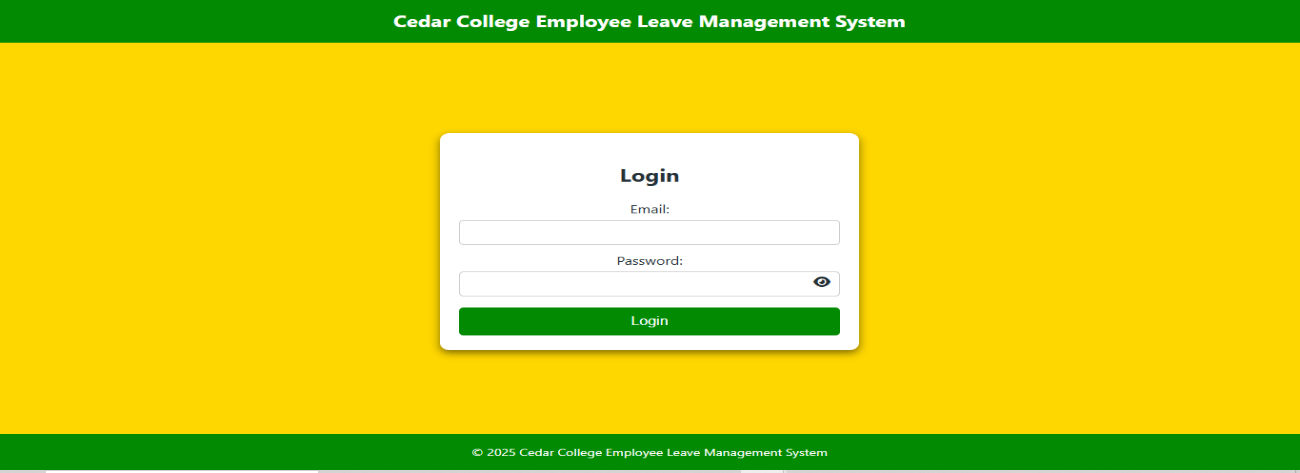 Cedar College Employee Leave Management System
Login
Email:
Password:
Login
© 2025 Cedar College Employee Leave Management System